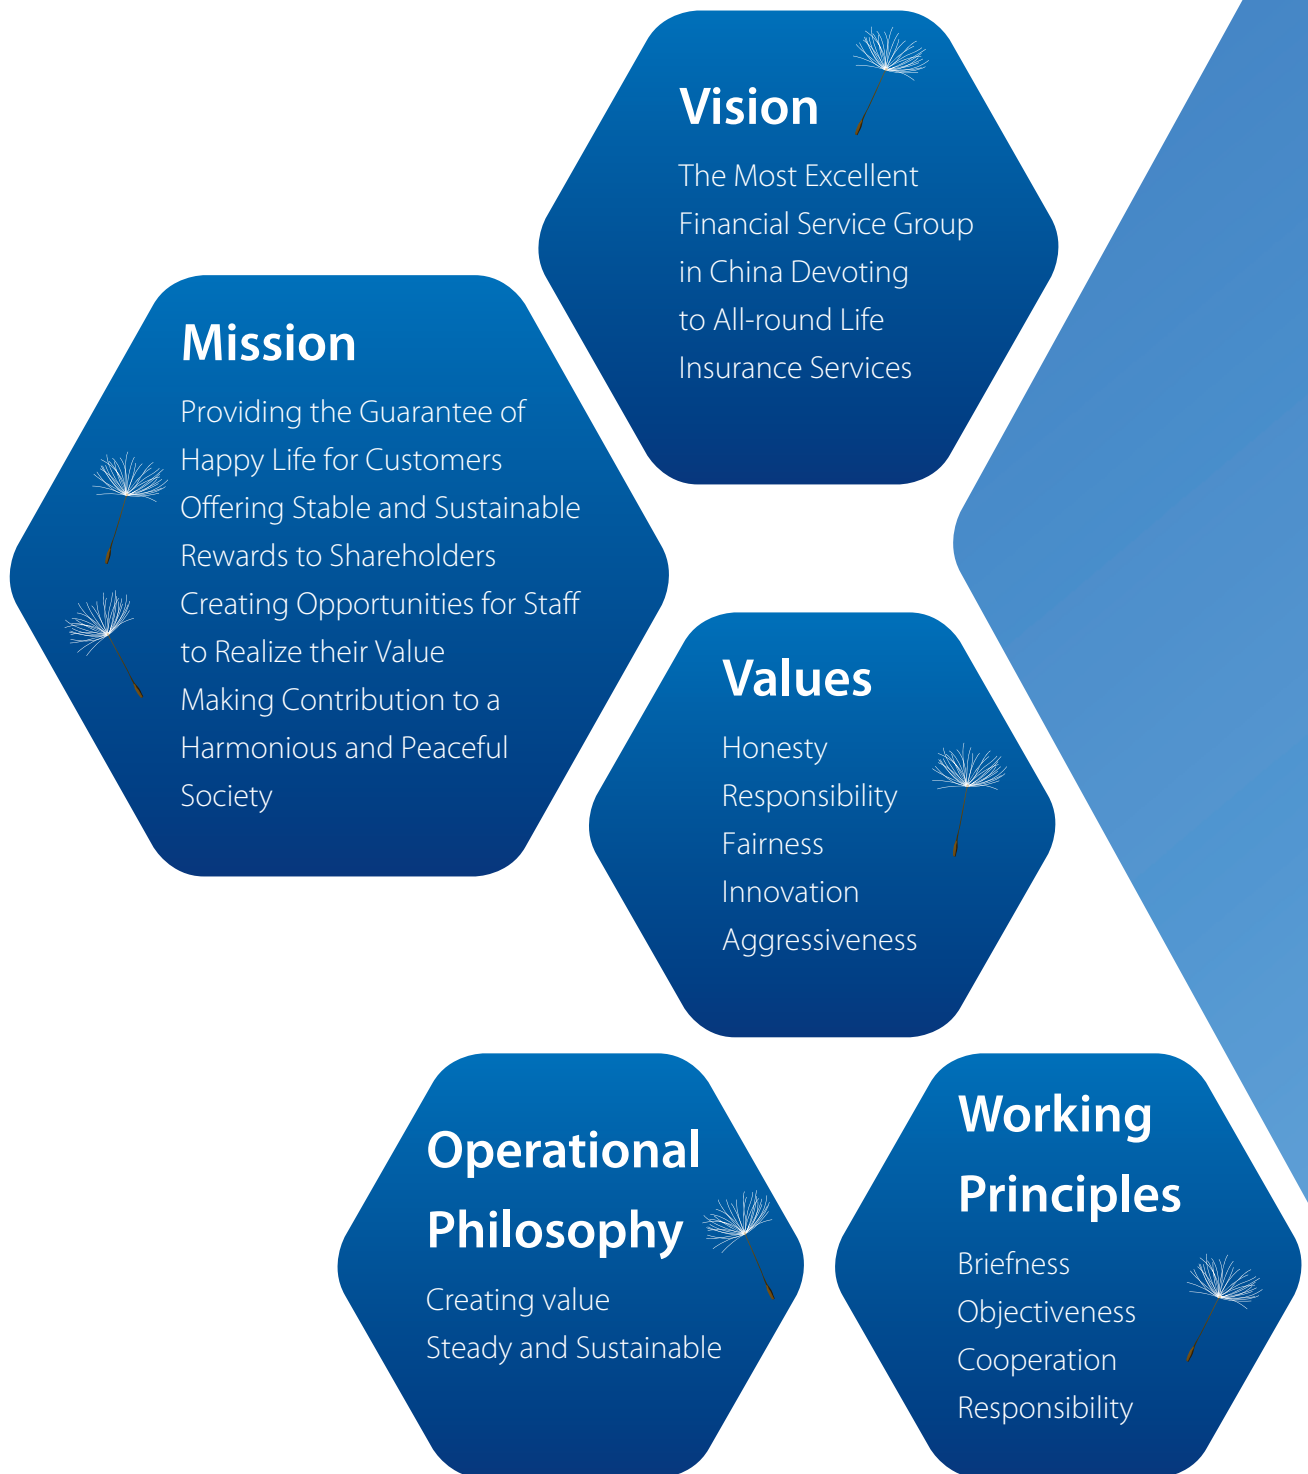 Vision
The Most Excellent
Financial Service Group
in China Devoting
to All-round Life
Insurance Services
Mission
Providing the Guarantee of
Happy Life for Customers
Offering Stable and Sustainable
Rewards to Shareholders
Creating Opportunities for Staff
to Realize their Value
Making Contribution to a
Harmonious and Peaceful
Society
Values
Honesty
Responsibility
Fairness
Innovation
Aggressiveness
Operational
Philosophy
Creating value
Steady and Sustainable
Working
Principles
Briefness
Objectiveness
Cooperation
Responsibility